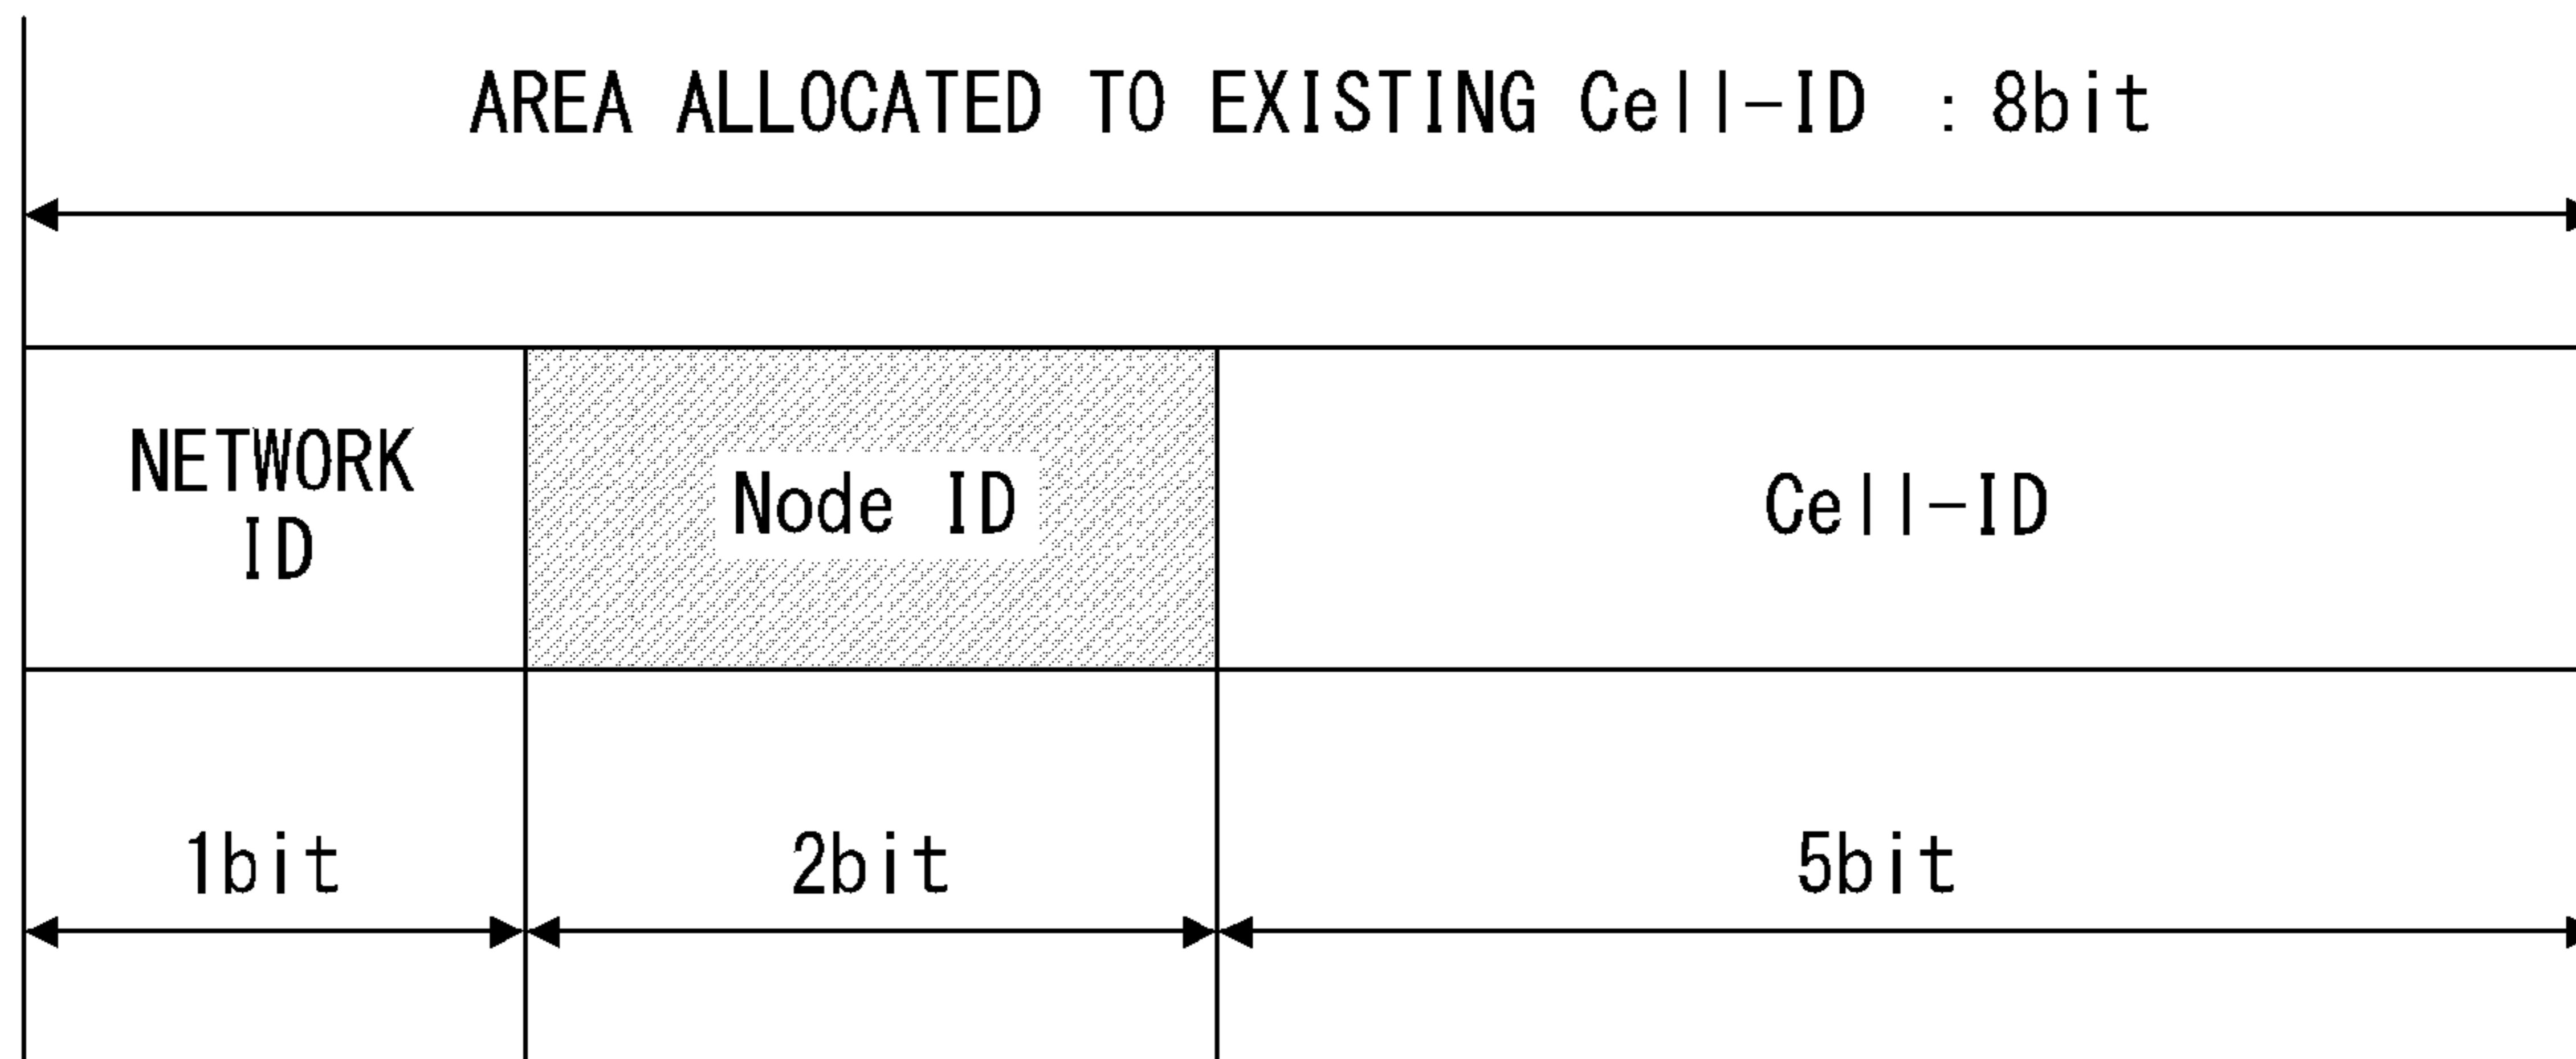 AREA ALLOCATED TO EXISTING Cell-ID : 8bit
NETWORK
ID
Node ID
Cell-ID
1bit
2bit
5bit